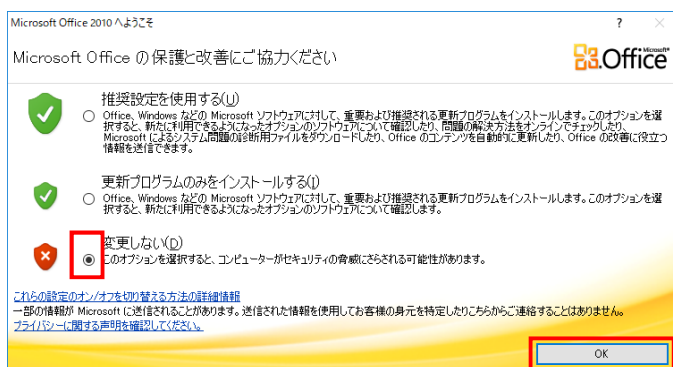 Microsoft Office 2010 へようこそ
?
Microsoft Office の保護と改善にご協力ください
Microsoft®
Office
推奨設定を使用する(U)
Office、Windows などの Microsoft ソフトウェアに対して、重要および推奨される更新プログラムをインストールします。このオプションを選
択すると、新たに利用できるようになったオプションのソフトウェアについて確認したり、問題の解決方法をオンラインでチェックしたり、
Microsoft によるシステム問題の診断用ファイルをダウンロードしたり、Office のコンテンツを自動的に更新したり、Office の改善に役立つ
情報を送信できます。
更新プログラムのみをインストールする(I)
Office、Windows などの Microsoft ソフトウェアに対して、重要および推奨される更新プログラムをインストールします。このオプションを選
択すると、新たに利用できるようになったオプションのソフトウェアについて確認します。
変更しない(D)
このオプションを選択すると、コンピューターがセキュリティの脅威にさらされる可能性があります。
これらの設定のオン/オフを切り替える方法の詳細情報
一部の情報が Microsoft に送信されることがあります。送信された情報を使用してお客様の身元を特定したりこちらからご連絡することはありません。
プライバシーに関する声明を確認してください。
OK